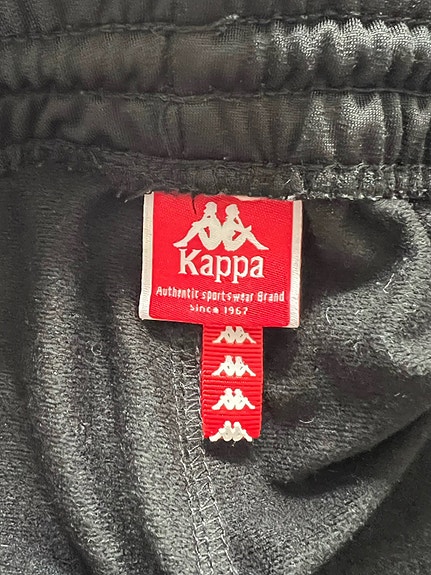 Kappa
Authentic sportswear Brand
Since 1967